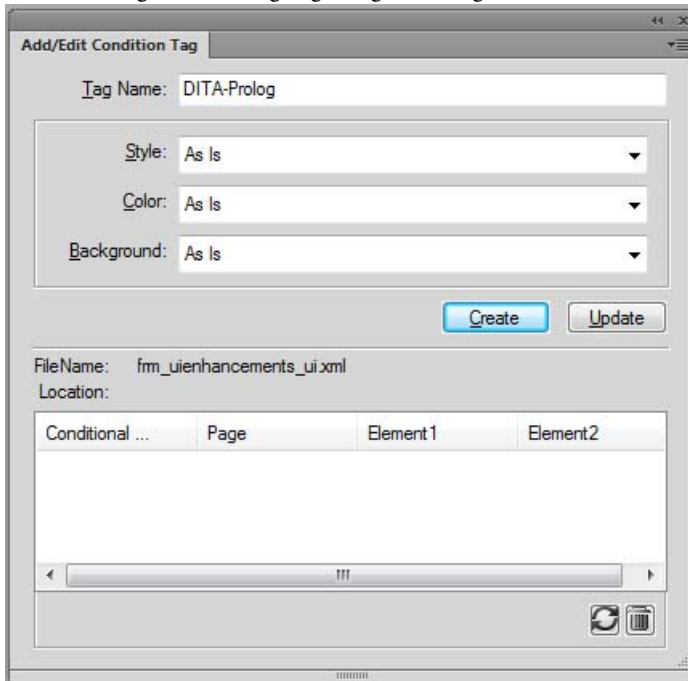 Add/Edit Condition Tag
Tag Name: DITA-Prolog
Style: As Is
Color: As Is
Background: As Is
Create Update
FileName: frm_uienhancements_ui.xml
Location:
Conditional ... Page Element1 Element2